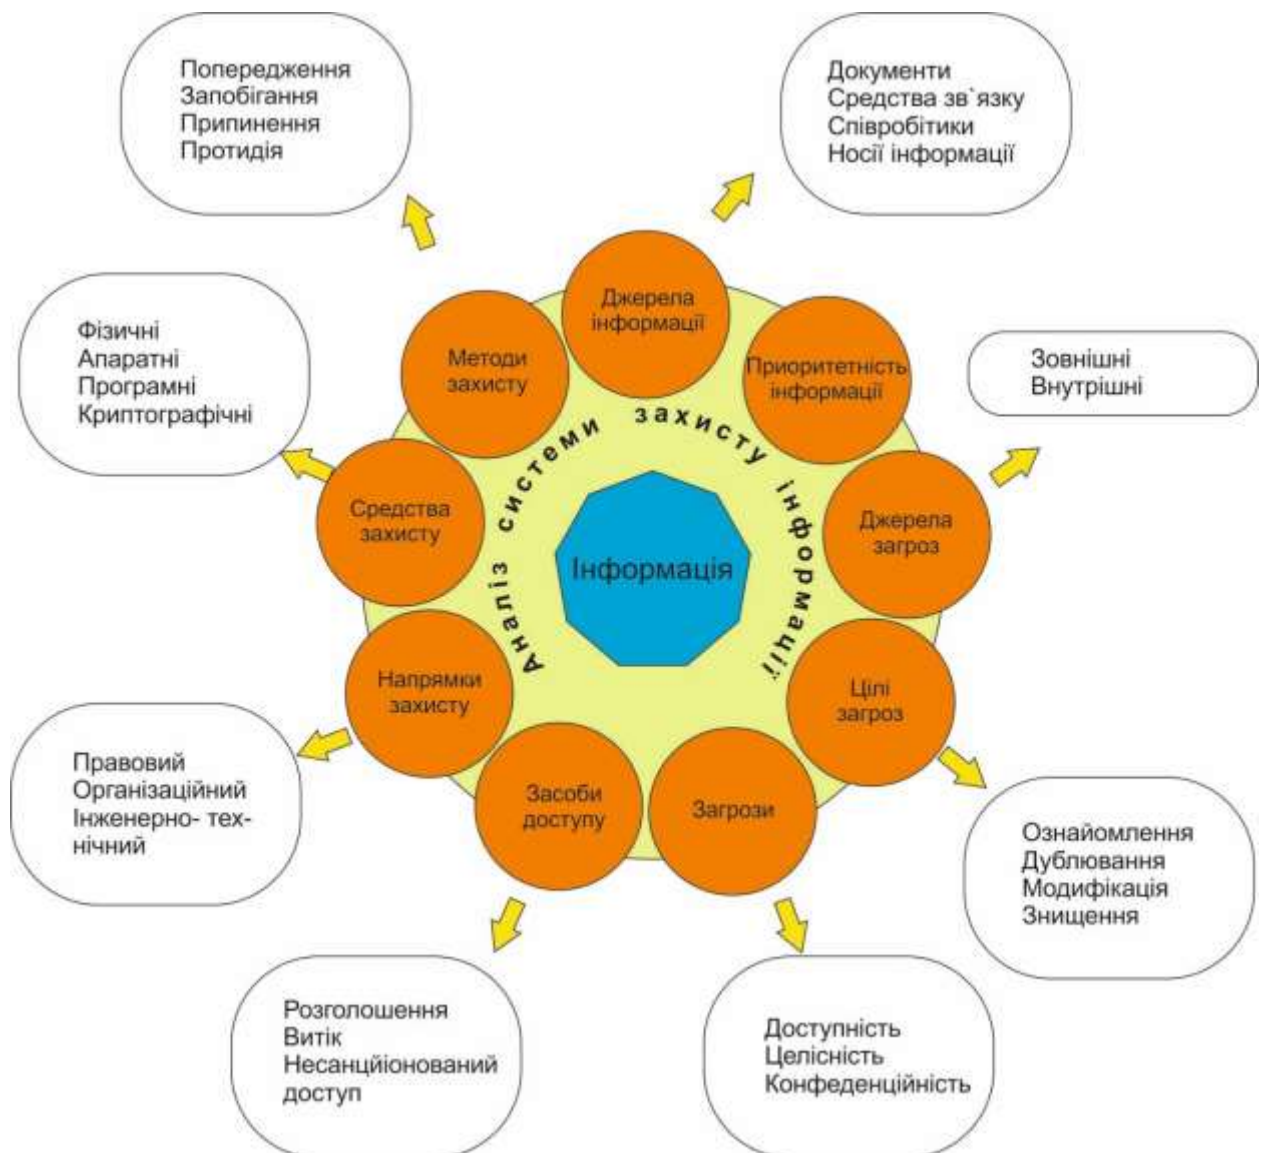 Попередження
Запобігання
Припинення
Протидія
Документи
Средства зв`язку
Співробітики
Носії інформації
Фізичні
Апаратні
Програмні
Криптографічні
Зовнішні
Внутрішні
Джерела
інформації
Методи
захисту
Приоритетність
інформації
Средства
захисту
Джерела
загроз
Аналіз системи захисту інформації
Інформація
Напрямки
захисту
Цілі
загроз
Засоби
доступу
Загрози
Правовий
Організаційний
Інженерно- тех-
нічний
Ознайомлення
Дублювання
Модифікація
Знищення
Розголошення
Витік
Несанцйіонований
доступ
Доступність
Целісність
Конфеденційність